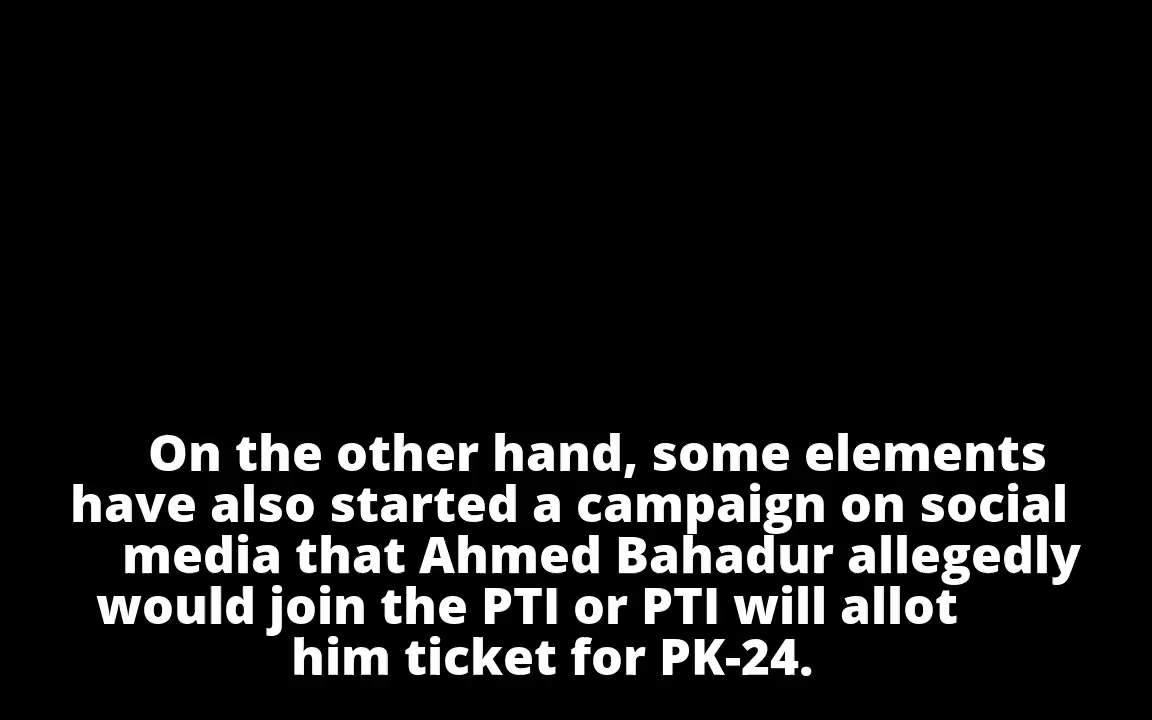 On the other hand, some elements
have also started a campaign on social
media that Ahmed Bahadur allegedly
would join the PTI or PTI will allot
him ticket for PK-24.